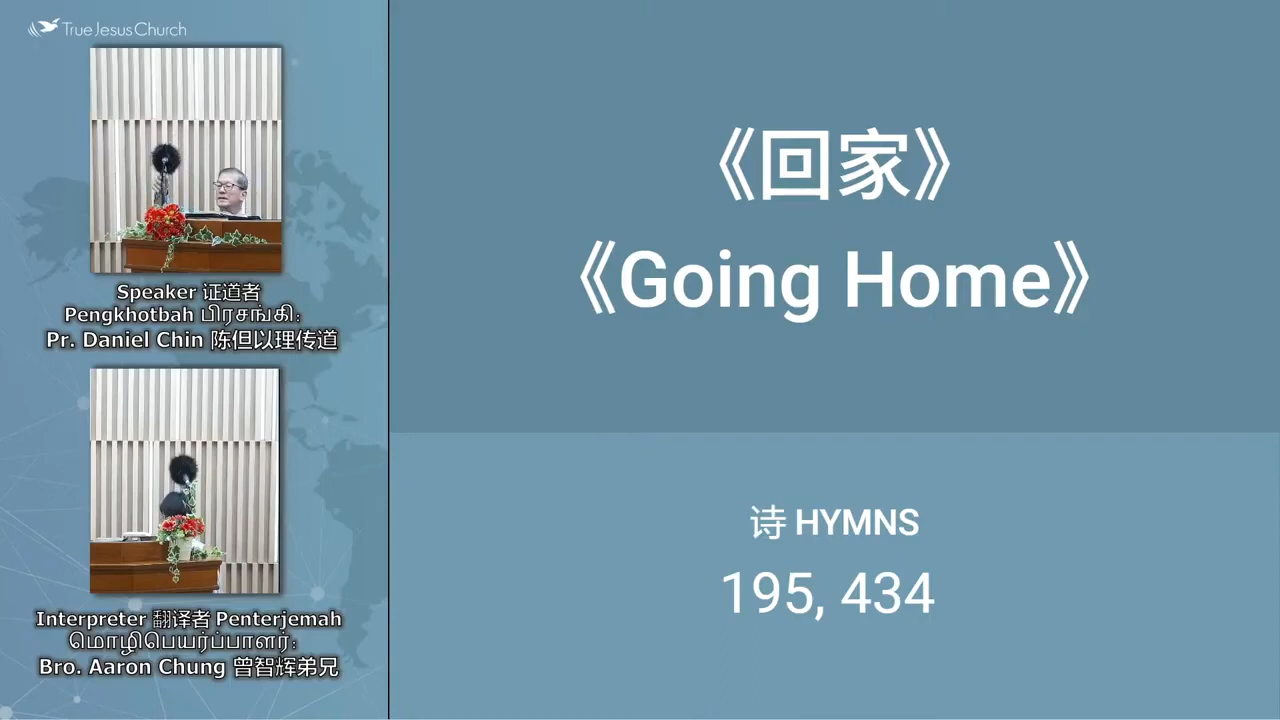 True Jesus Church
Speaker 证道者
Pengkhotbah பிரசங்கி:
Pr. Daniel Chin 陈但以理传道
Interpreter 翻译者 Penterjemah
மொழிபெயர்ப்பாளர்:
Bro. Aaron Chung 曾智辉弟兄
《回家》
《Going Home》
诗 HYMNS
195, 434